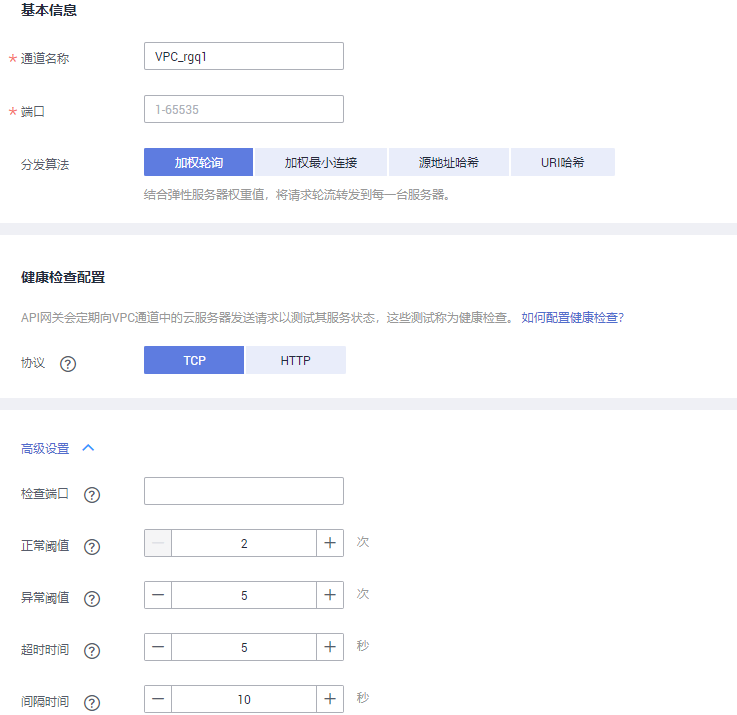 基本信息
* 通道名称 VPC_rgq1
* 端口 1-65535
分发算法 加权轮询 加权最小连接 源地址哈希 URI哈希
结合弹性服务器权重值，将请求轮流转发到每一台服务器。
健康检查配置
API网关会定期向VPC通道中的云服务器发送请求以测试其服务状态，这些测试称为健康检查。 如何配置健康检查?
协议 ? TCP HTTP
高级设置
检查端口 ?
正常阈值 ? — 2 + 次
异常阈值 ? — 5 + 次
超时时间 ? — 5 + 秒
间隔时间 ? — 10 + 秒